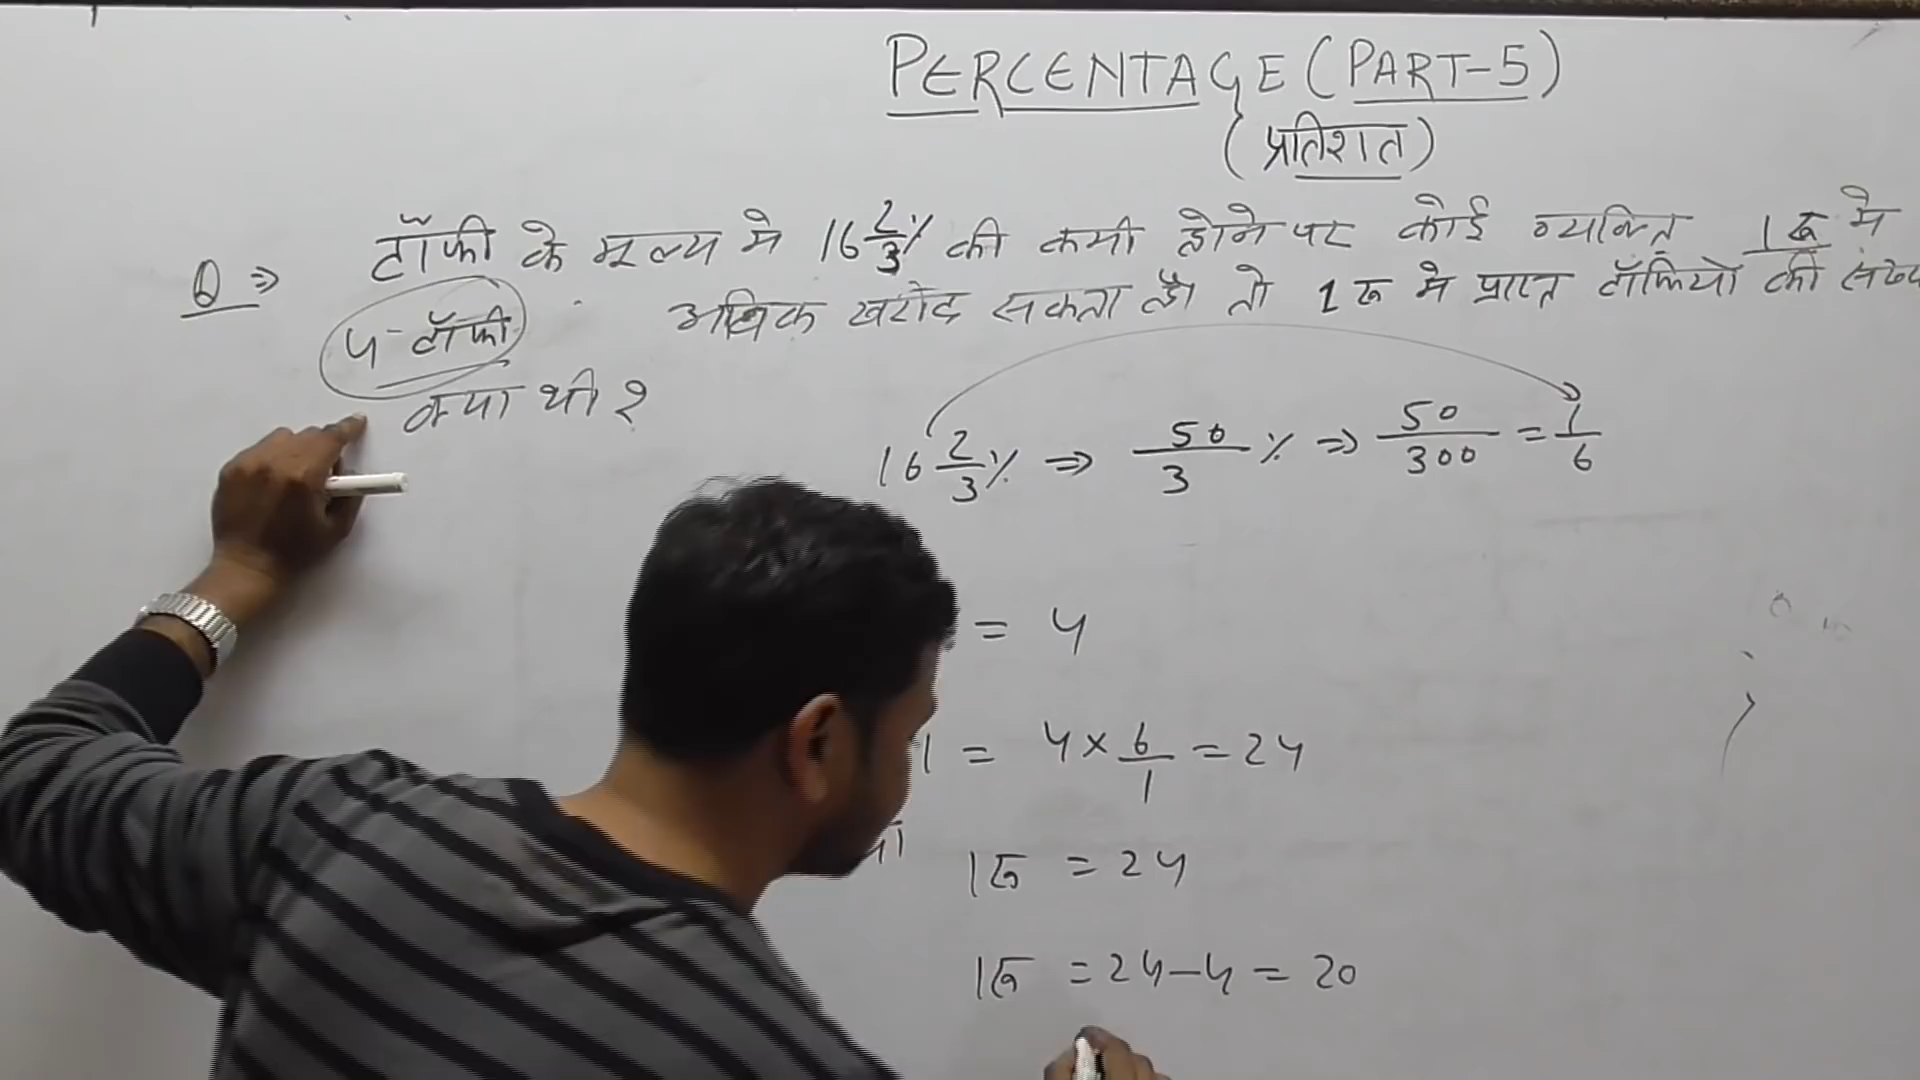 PERCENTAGE (PART-5)
(प्रतिशत)
Q ⇒ टॉफी के मूल्य मे 16 2/3 % की कमी होने पर कोई व्यक्ति 1 रू मे
4 टॉफी अधिक खरीद सकता है। तो 1 रू मे प्राप्त टॉफियो की
क्या थी ?
16 2/3 % ⇒ 50/3 % ⇒ 50/300 = 1/6
= 4
1 = 4 × 6/1 = 24
1रू = 24
1रू = 24 - 4 = 20